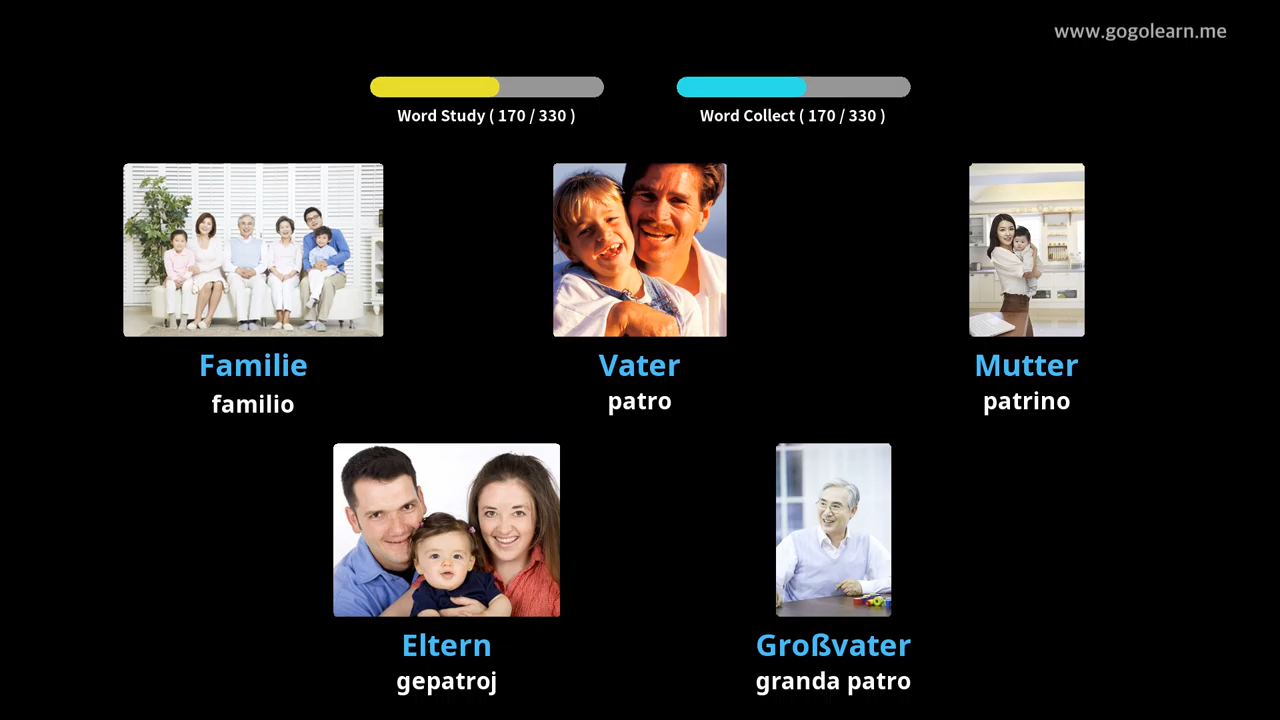 www.gogolearn.me
Word Study ( 170 / 330 )
Word Collect ( 170 / 330 )
Familie
familio
Vater
patro
Mutter
patrino
Eltern
gepatroj
Großvater
granda patro